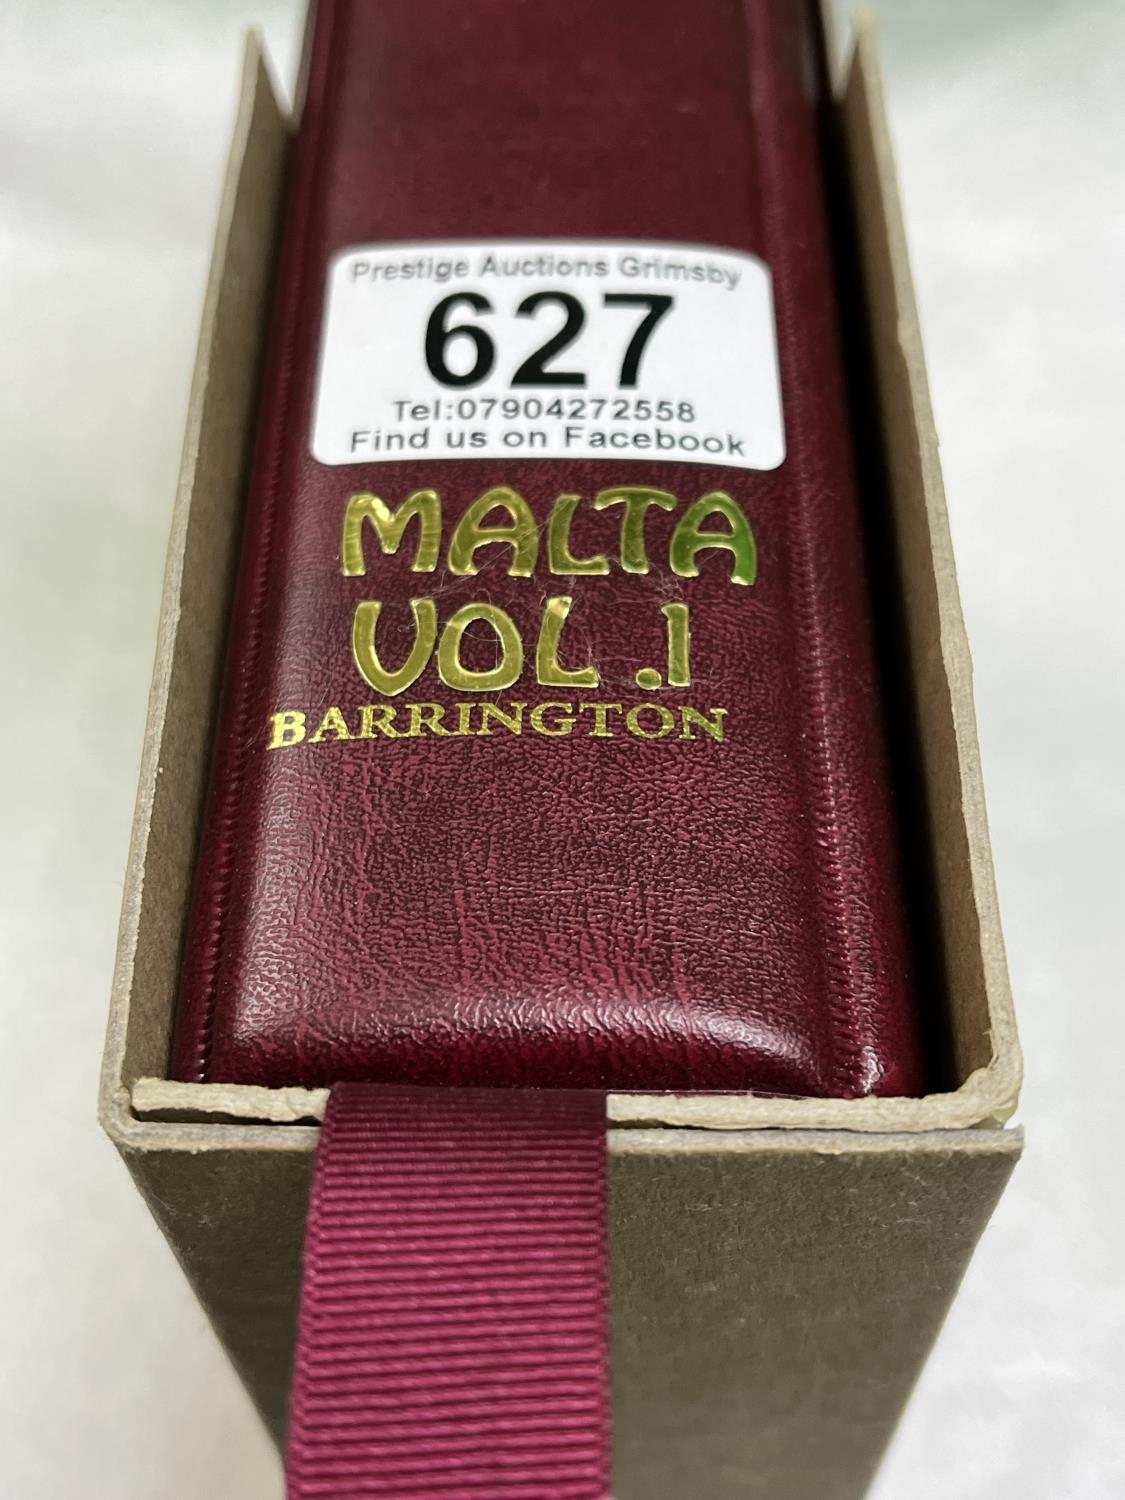 Prestige Auctions Grimsby
627
Tel:07904272558
Find us on Facebook
MALTA
VOL .1
BARRINGTON